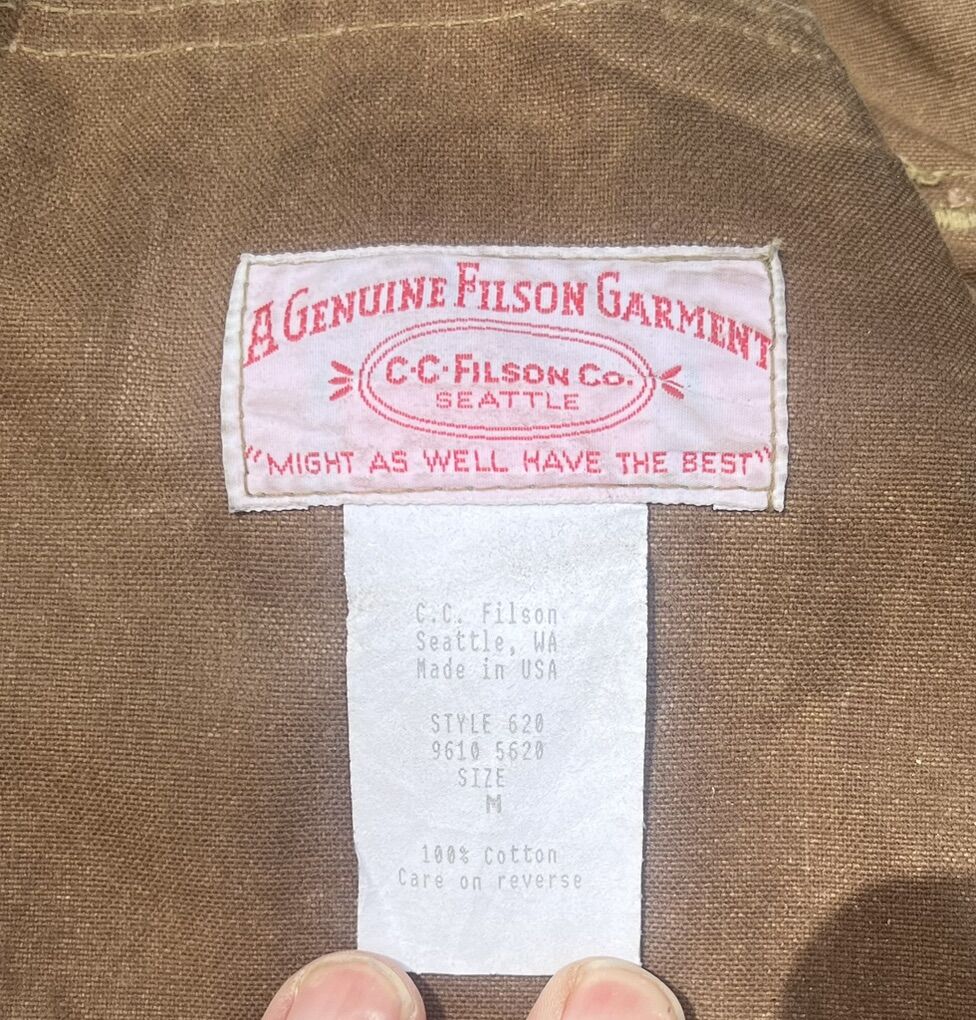 A GENUINE FILSON GARMENT
C·C·FILSON CO.
SEATTLE
"MIGHT AS WELL HAVE THE BEST"
C.C. Filson
Seattle, WA
Made in USA
STYLE 620
9610 5620
SIZE
M
100% Cotton
Care on reverse